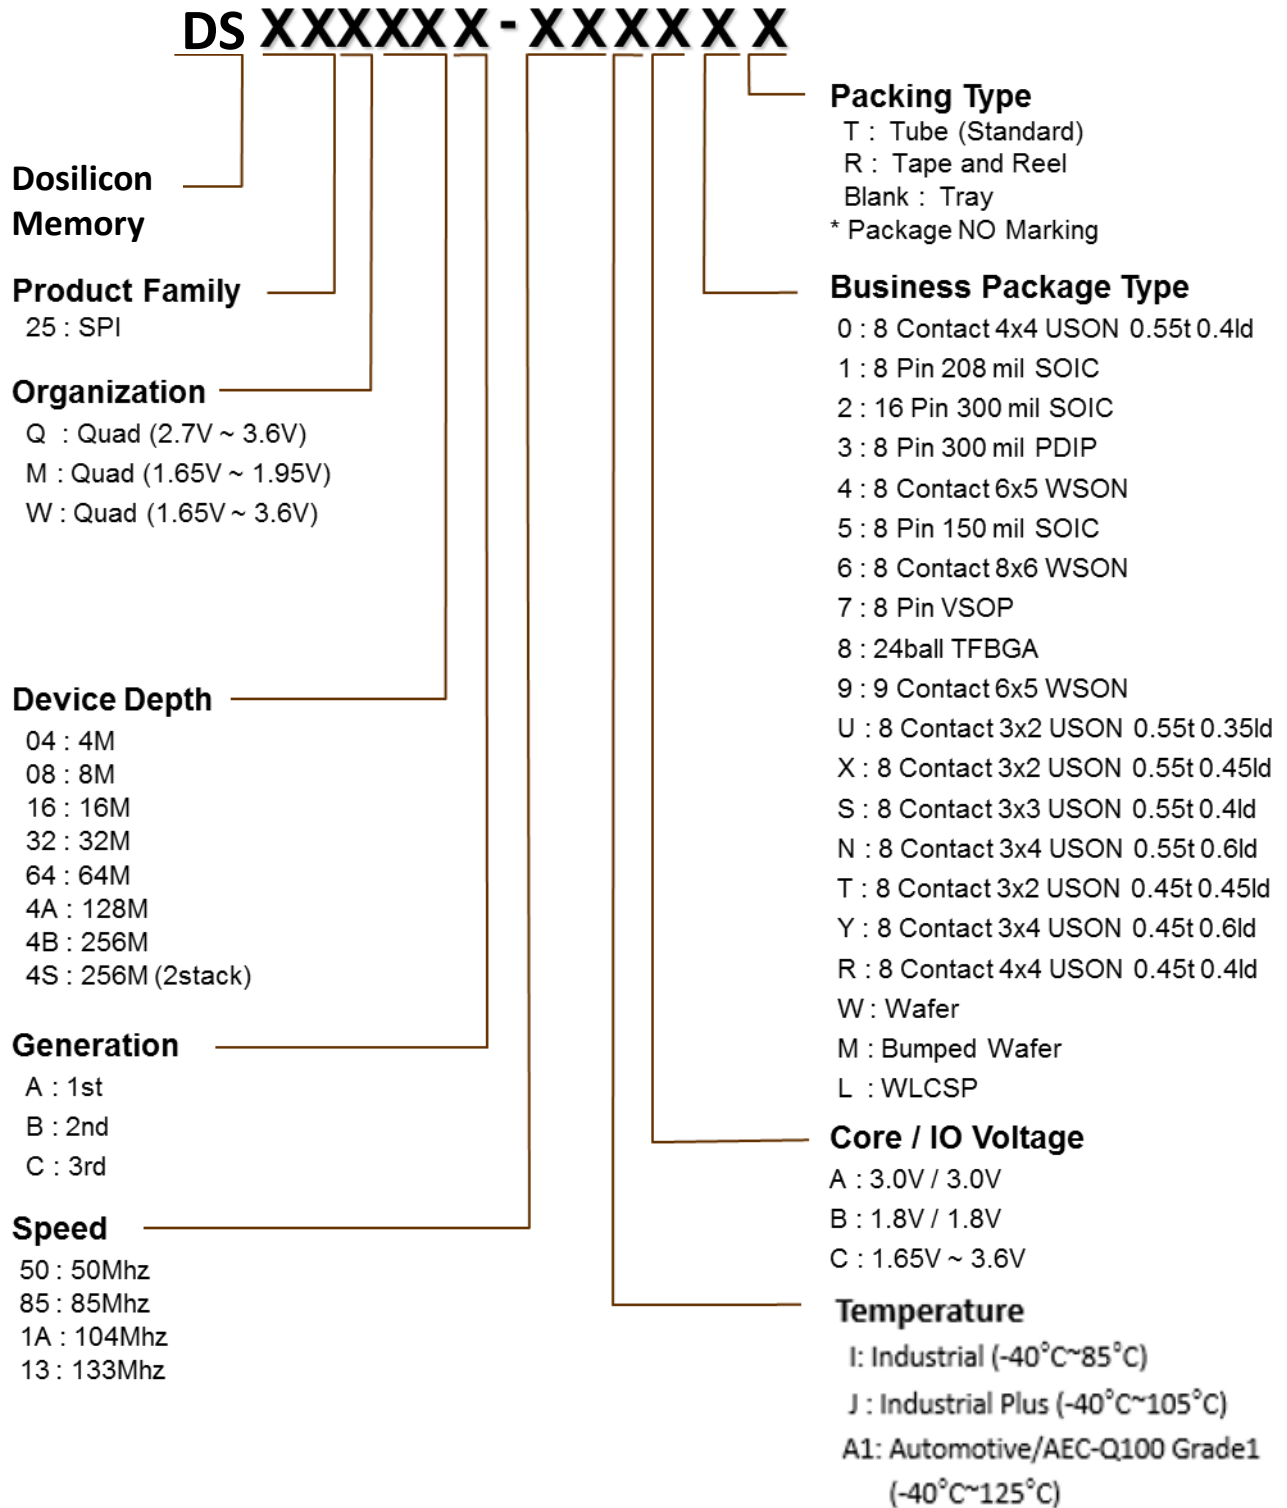 DS XXXXXX-XXXXXX
Dosilicon
Memory
Product Family
25 : SPI
Organization
Q : Quad (2.7V ~ 3.6V)
M : Quad (1.65V ~ 1.95V)
W : Quad (1.65V ~ 3.6V)
Device Depth
04 : 4M
08 : 8M
16 : 16M
32 : 32M
64 : 64M
4A : 128M
4B : 256M
4S : 256M (2stack)
Generation
A : 1st
B : 2nd
C : 3rd
Speed
50 : 50Mhz
85 : 85Mhz
1A : 104Mhz
13 : 133Mhz
Packing Type
T : Tube (Standard)
R : Tape and Reel
Blank : Tray
* Package NO Marking
Business Package Type
0 : 8 Contact 4x4 USON 0.55t 0.4ld
1 : 8 Pin 208 mil SOIC
2 : 16 Pin 300 mil SOIC
3 : 8 Pin 300 mil PDIP
4 : 8 Contact 6x5 WSON
5 : 8 Pin 150 mil SOIC
6 : 8 Contact 8x6 WSON
7 : 8 Pin VSOP
8 : 24ball TFBGA
9 : 9 Contact 6x5 WSON
U : 8 Contact 3x2 USON 0.55t 0.35ld
X : 8 Contact 3x2 USON 0.55t 0.45ld
S : 8 Contact 3x3 USON 0.55t 0.4ld
N : 8 Contact 3x4 USON 0.55t 0.6ld
T : 8 Contact 3x2 USON 0.45t 0.45ld
Y : 8 Contact 3x4 USON 0.45t 0.6ld
R : 8 Contact 4x4 USON 0.45t 0.4ld
W : Wafer
M : Bumped Wafer
L : WLCSP
Core / IO Voltage
A : 3.0V / 3.0V
B : 1.8V / 1.8V
C : 1.65V ~ 3.6V
Temperature
I: Industrial (-40°C~85°C)
J : Industrial Plus (-40°C~105°C)
A1: Automotive/AEC-Q100 Grade1
(-40°C~125°C)